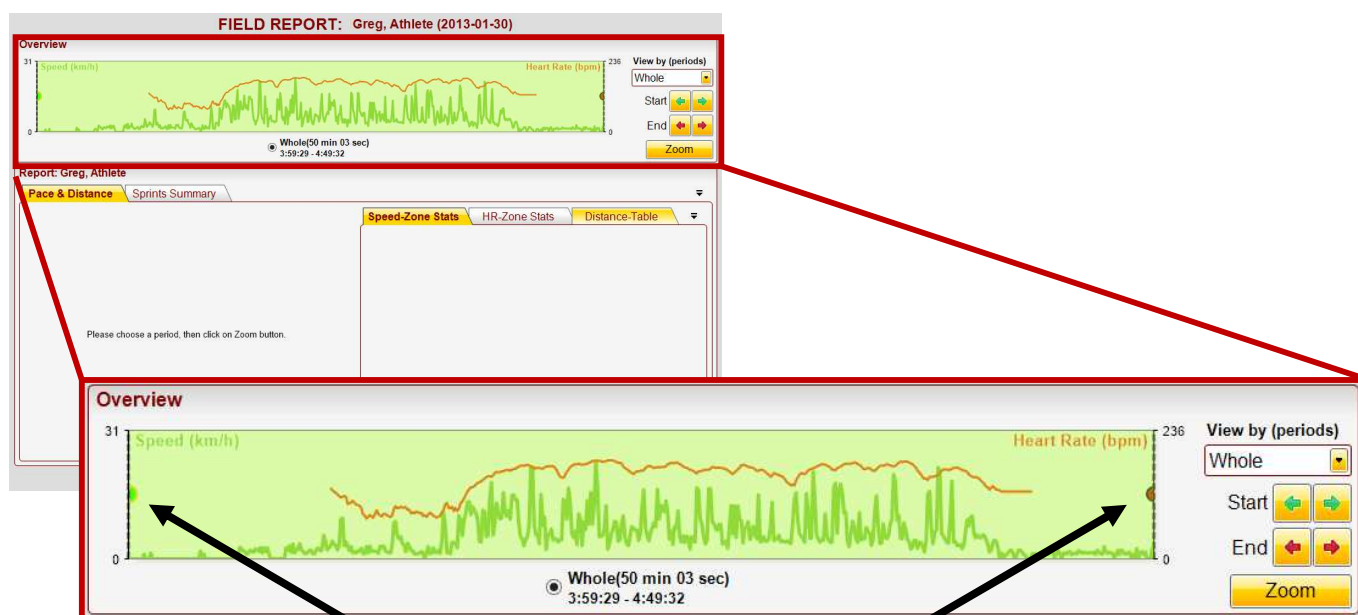 FIELD REPORT: Greg, Athlete (2013-01-30)
Overview
31 Speed (km/h) Heart Rate (bpm) 236
0 0
View by (periods)
Whole
Start
End
Zoom
Whole(50 min 03 sec)
3:59:29 - 4:49:32
Report: Greg, Athlete
Pace & Distance Sprints Summary
Speed-Zone Stats HR-Zone Stats Distance-Table
Please choose a period, then click on Zoom button.
Overview
31 Speed (km/h) Heart Rate (bpm) 236
0 0
View by (periods)
Whole
Start
End
Zoom
Whole(50 min 03 sec)
3:59:29 - 4:49:32